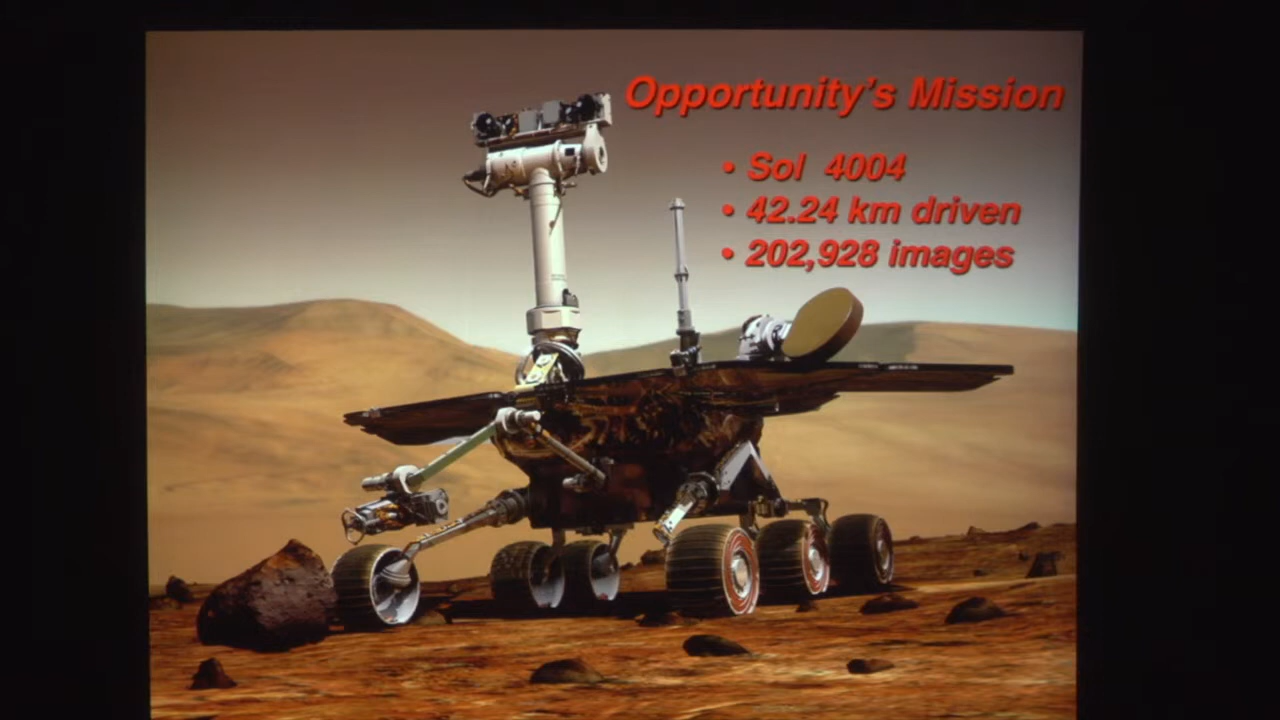 Opportunity's Mission
• Sol 4004
• 42.24 km driven
• 202,928 images